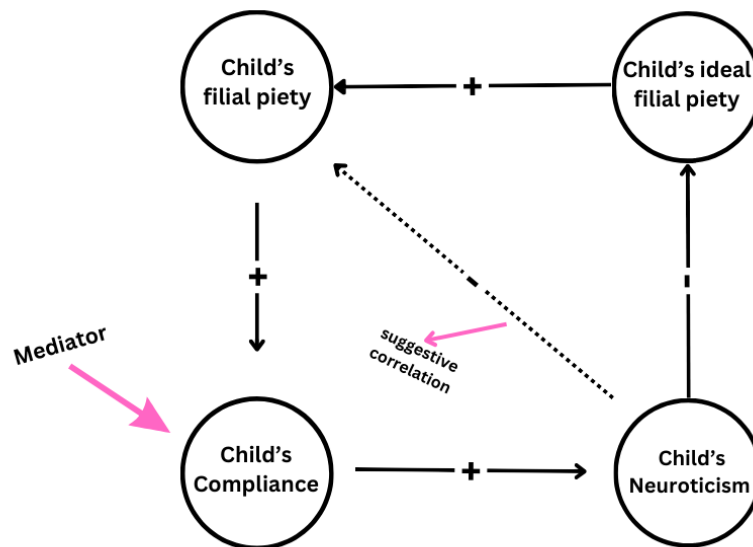 Child's
filial piety
+
Child's ideal
filial piety
+
-
-
suggestive
correlation
Mediator
Child's
Compliance
+
Child's
Neuroticism